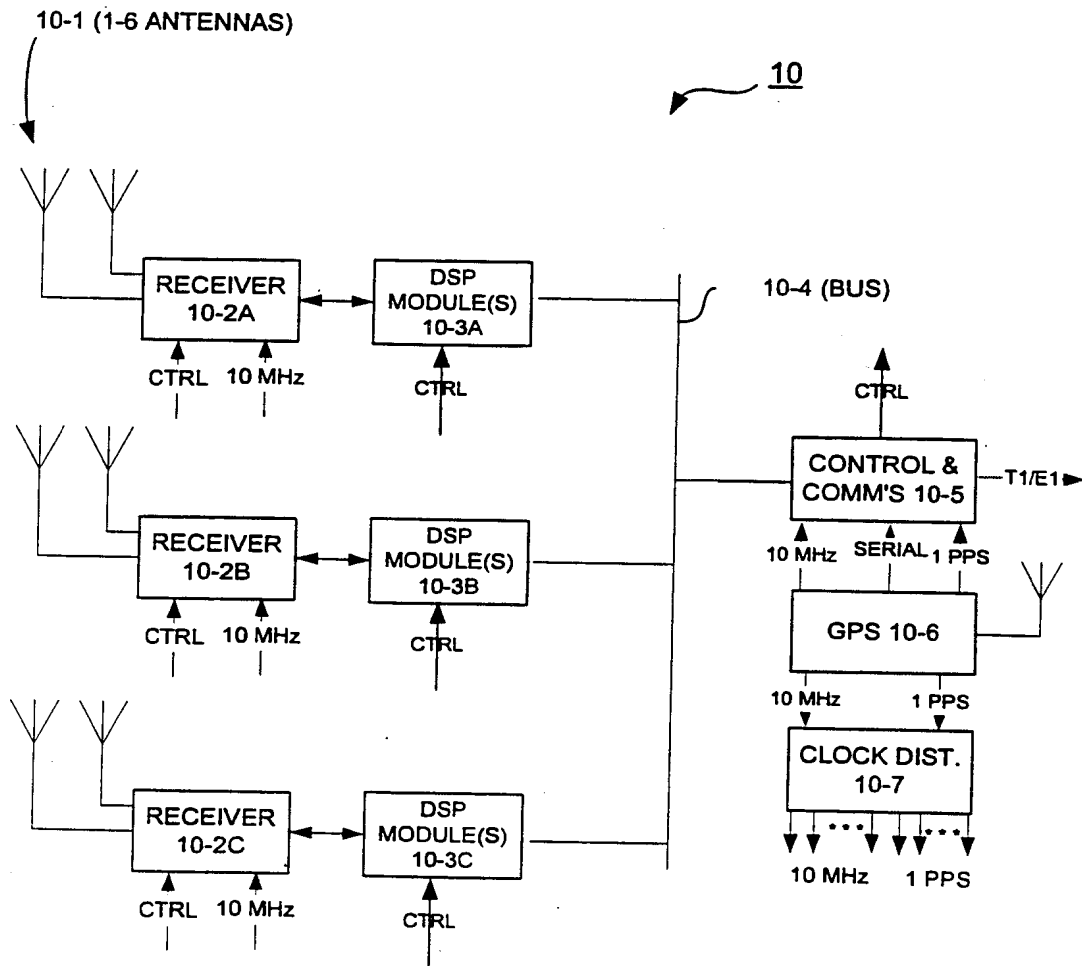 10-1 (1-6 ANTENNAS)
10
RECEIVER
10-2A
DSP
MODULE(S)
10-3A
10-4 (BUS)
CTRL
10 MHz
CTRL
CTRL
CONTROL &
COMM'S 10-5
T1/E1
RECEIVER
10-2B
DSP
MODULE(S)
10-3B
10 MHz
SERIAL
1 PPS
CTRL
10 MHz
CTRL
GPS 10-6
10 MHz
1 PPS
CLOCK DIST.
10-7
RECEIVER
10-2C
DSP
MODULE(S)
10-3C
***
***
10 MHz
1 PPS
CTRL
10 MHz
CTRL